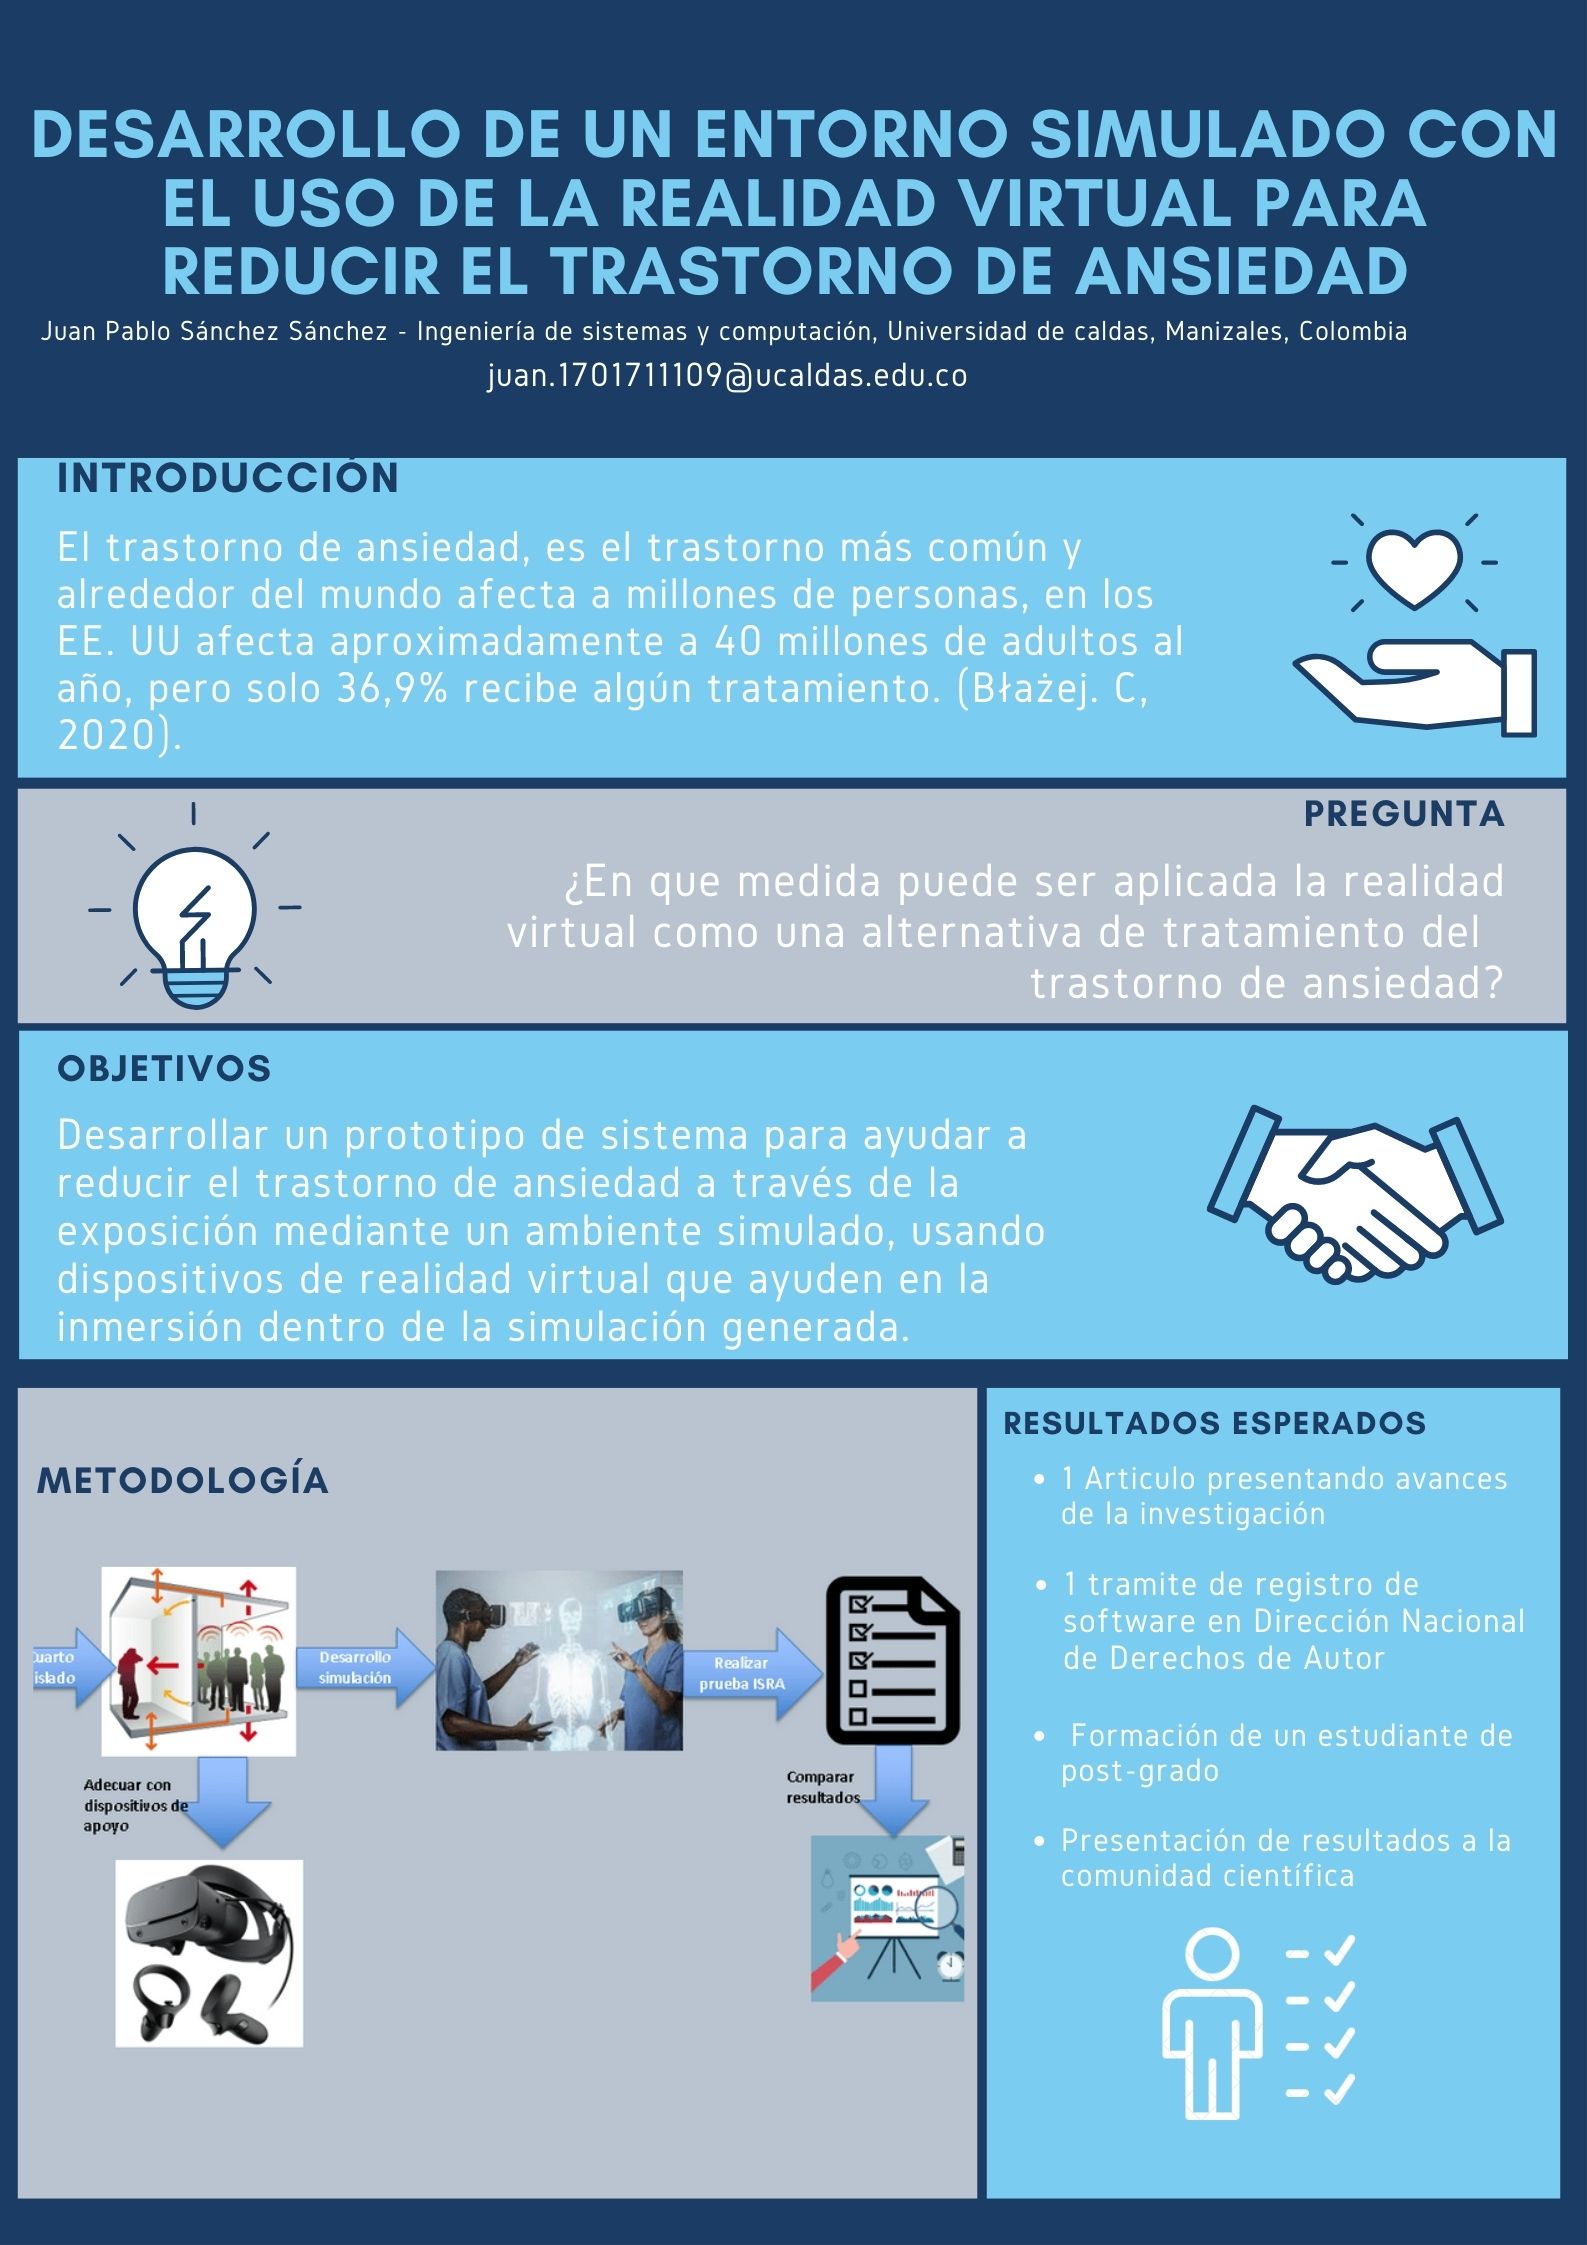 DESARROLLO DE UN ENTORNO SIMULADO CON
EL USO DE LA REALIDAD VIRTUAL PARA
REDUCIR EL TRASTORNO DE ANSIEDAD
Juan Pablo Sánchez Sánchez - Ingeniería de sistemas y computación, Universidad de caldas, Manizales, Colombia
juan.1701711109@ucaldas.edu.co
INTRODUCCIÓN
El trastorno de ansiedad, es el trastorno más común y
alrededor del mundo afecta a millones de personas, en los
EE. UU afecta aproximadamente a 40 millones de adultos al
año, pero solo 36,9% recibe algún tratamiento. (Błażej. C,
2020).
PREGUNTA
¿En que medida puede ser aplicada la realidad
virtual como una alternativa de tratamiento del
trastorno de ansiedad?
OBJETIVOS
Desarrollar un prototipo de sistema para ayudar a
reducir el trastorno de ansiedad a través de la
exposición mediante un ambiente simulado, usando
dispositivos de realidad virtual que ayuden en la
inmersión dentro de la simulación generada.
METODOLOGÍA
Cuarto
islado
Desarrollo
simulación
Realizar
prueba ISRA
Adecuar con
dispositivos de
apoyo
Comparar
resultados
RESULTADOS ESPERADOS
• 1 Articulo presentando avances
de la investigación
• 1 tramite de registro de
software en Dirección Nacional
de Derechos de Autor
• Formación de un estudiante de
post-grado
• Presentación de resultados a la
comunidad científica